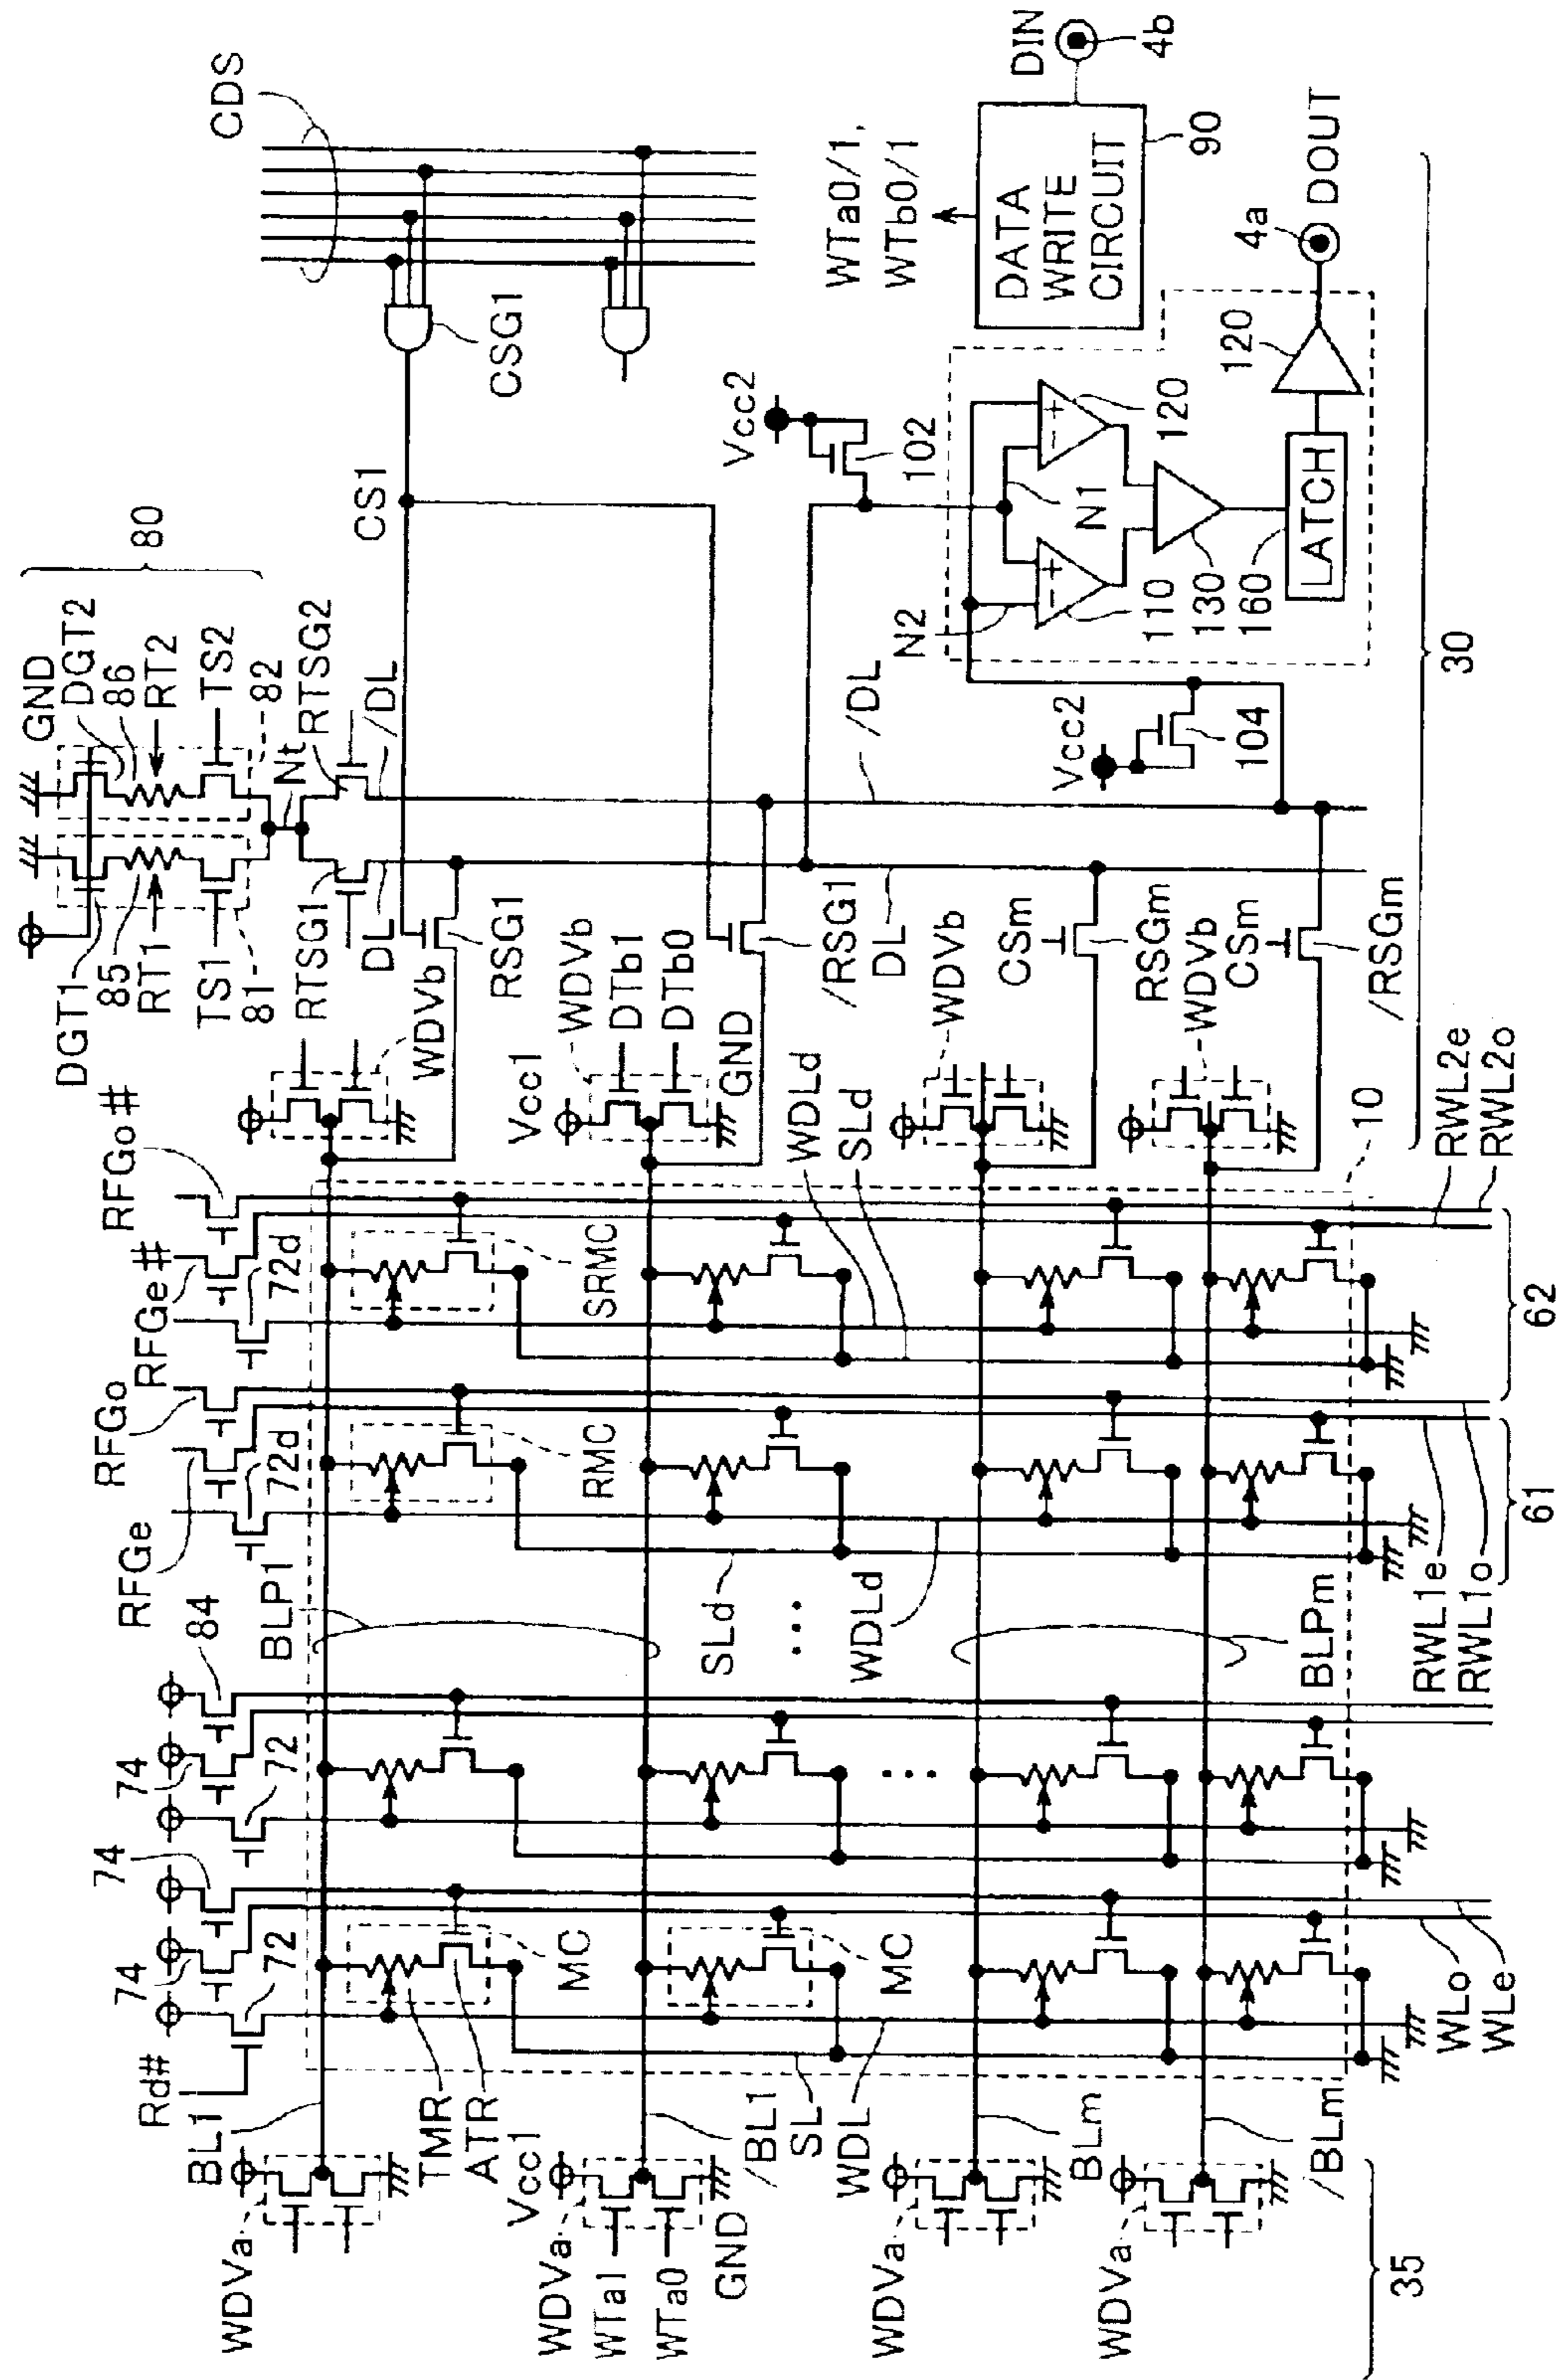 CDS
DIN
4b
WTa0/1,
WTb0/1
DATA
WRITE
CIRCUIT
90
DOUT
4a
120
CSG1
CS1
Vcc2
102
N1
N2
+
-
-
+
120
110
130
160
LATCH
30
80
GND
DGT2
86
RT2
TS2
82
Nt
RTSG2
/DL
/DL
Vcc2
104
DGT1
85
RT1
TS1
81
RTSG1
DL
WDVb
RSG1
WDVb
DTb1
DTb0
/RSG1
DL
WDVb
CSm
RSGm
WDVb
CSm
/RSGm
Vcc1
GND
RFGo#
RFGe#
72d
SRMC
WDLd
SLd
10
RWL2e
RWL2o
62
RFGo
RFGe
72d
RMC
BLP1
SLd
...
WDLd
BLPm
RWL1e
RWL1o
61
84
74
72
...
74
74
72
Rd#
MC
MC
WLo
WLe
BL1
TMR
ATR
Vcc1
/BL1
SL
WDL
BLm
/BLm
WDVa
WDVa
WTa1
WTa0
GND
WDVa
WDVa
35